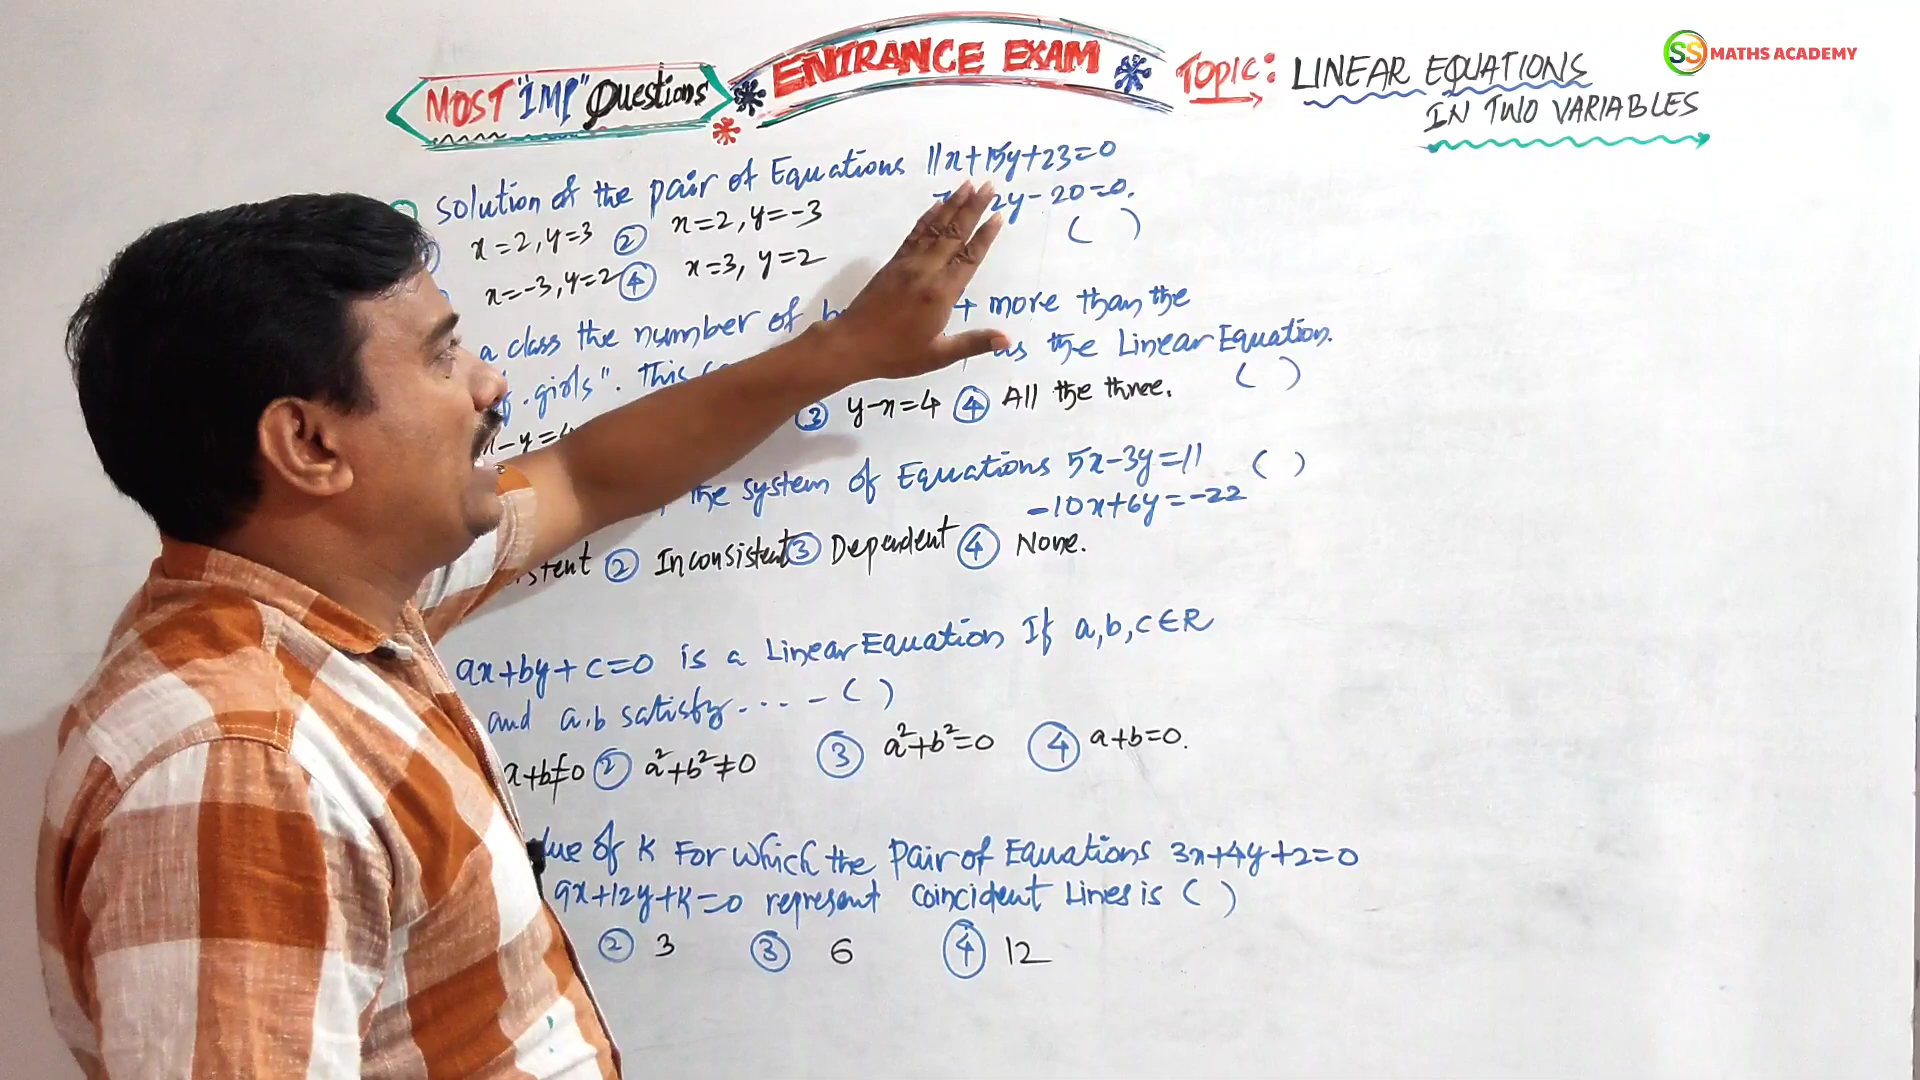 SS MATHS ACADEMY
MOST "IMP" Questions
ENTRANCE EXAM
Topic: LINEAR EQUATIONS
IN TWO VARIABLES
Solution of the pair of Equations 11x+15y+23=0
2y-20=0.
x=2, y=3 ② x=2, y=-3 ( )
x=-3, y=2 ④ x=3, y=2
a class the number of more than the
girls". This as the Linear Equation.
x-y=4 ③ y-x=4 ④ All the three. ( )
the system of Equations 5x-3y=11 ( )
-10x+6y=-22
② Inconsistent ③ Dependent ④ None.
ax+by+c=0 is a Linear Equation If a,b,c∈R
and a,b satisfy....- ( )
+b≠0 ② a²+b²≠0 ③ a²+b²=0 ④ a+b=0.
of K For which the pair of Equations 3x+4y+2=0
9x+12y+K=0 represent Coincident Lines is ( )
② 3 ③ 6 ④ 12